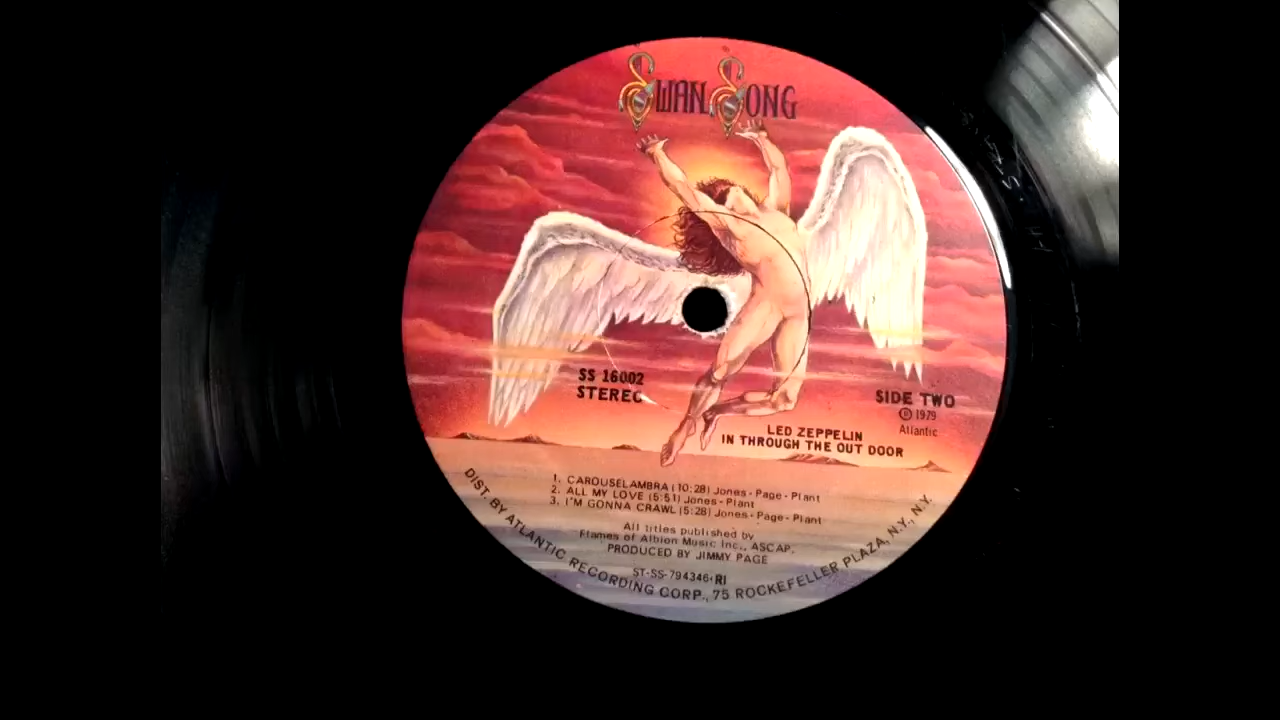 SWAN SONG
SS 16002
STEREO
SIDE TWO
Ⓟ 1979
Atlantic
LED ZEPPELIN
IN THROUGH THE OUT DOOR
1. CAROUSELAMBRA (10:28) Jones - Page - Plant
2. ALL MY LOVE (5:51) Jones - Plant
3. I'M GONNA CRAWL (5:28) Jones - Page - Plant
All titles published by
Flames of Albion Music Inc., ASCAP.
PRODUCED BY JIMMY PAGE
ST-SS-794346-RI
DIST. BY ATLANTIC RECORDING CORP., 75 ROCKEFELLER PLAZA, N.Y., N.Y.